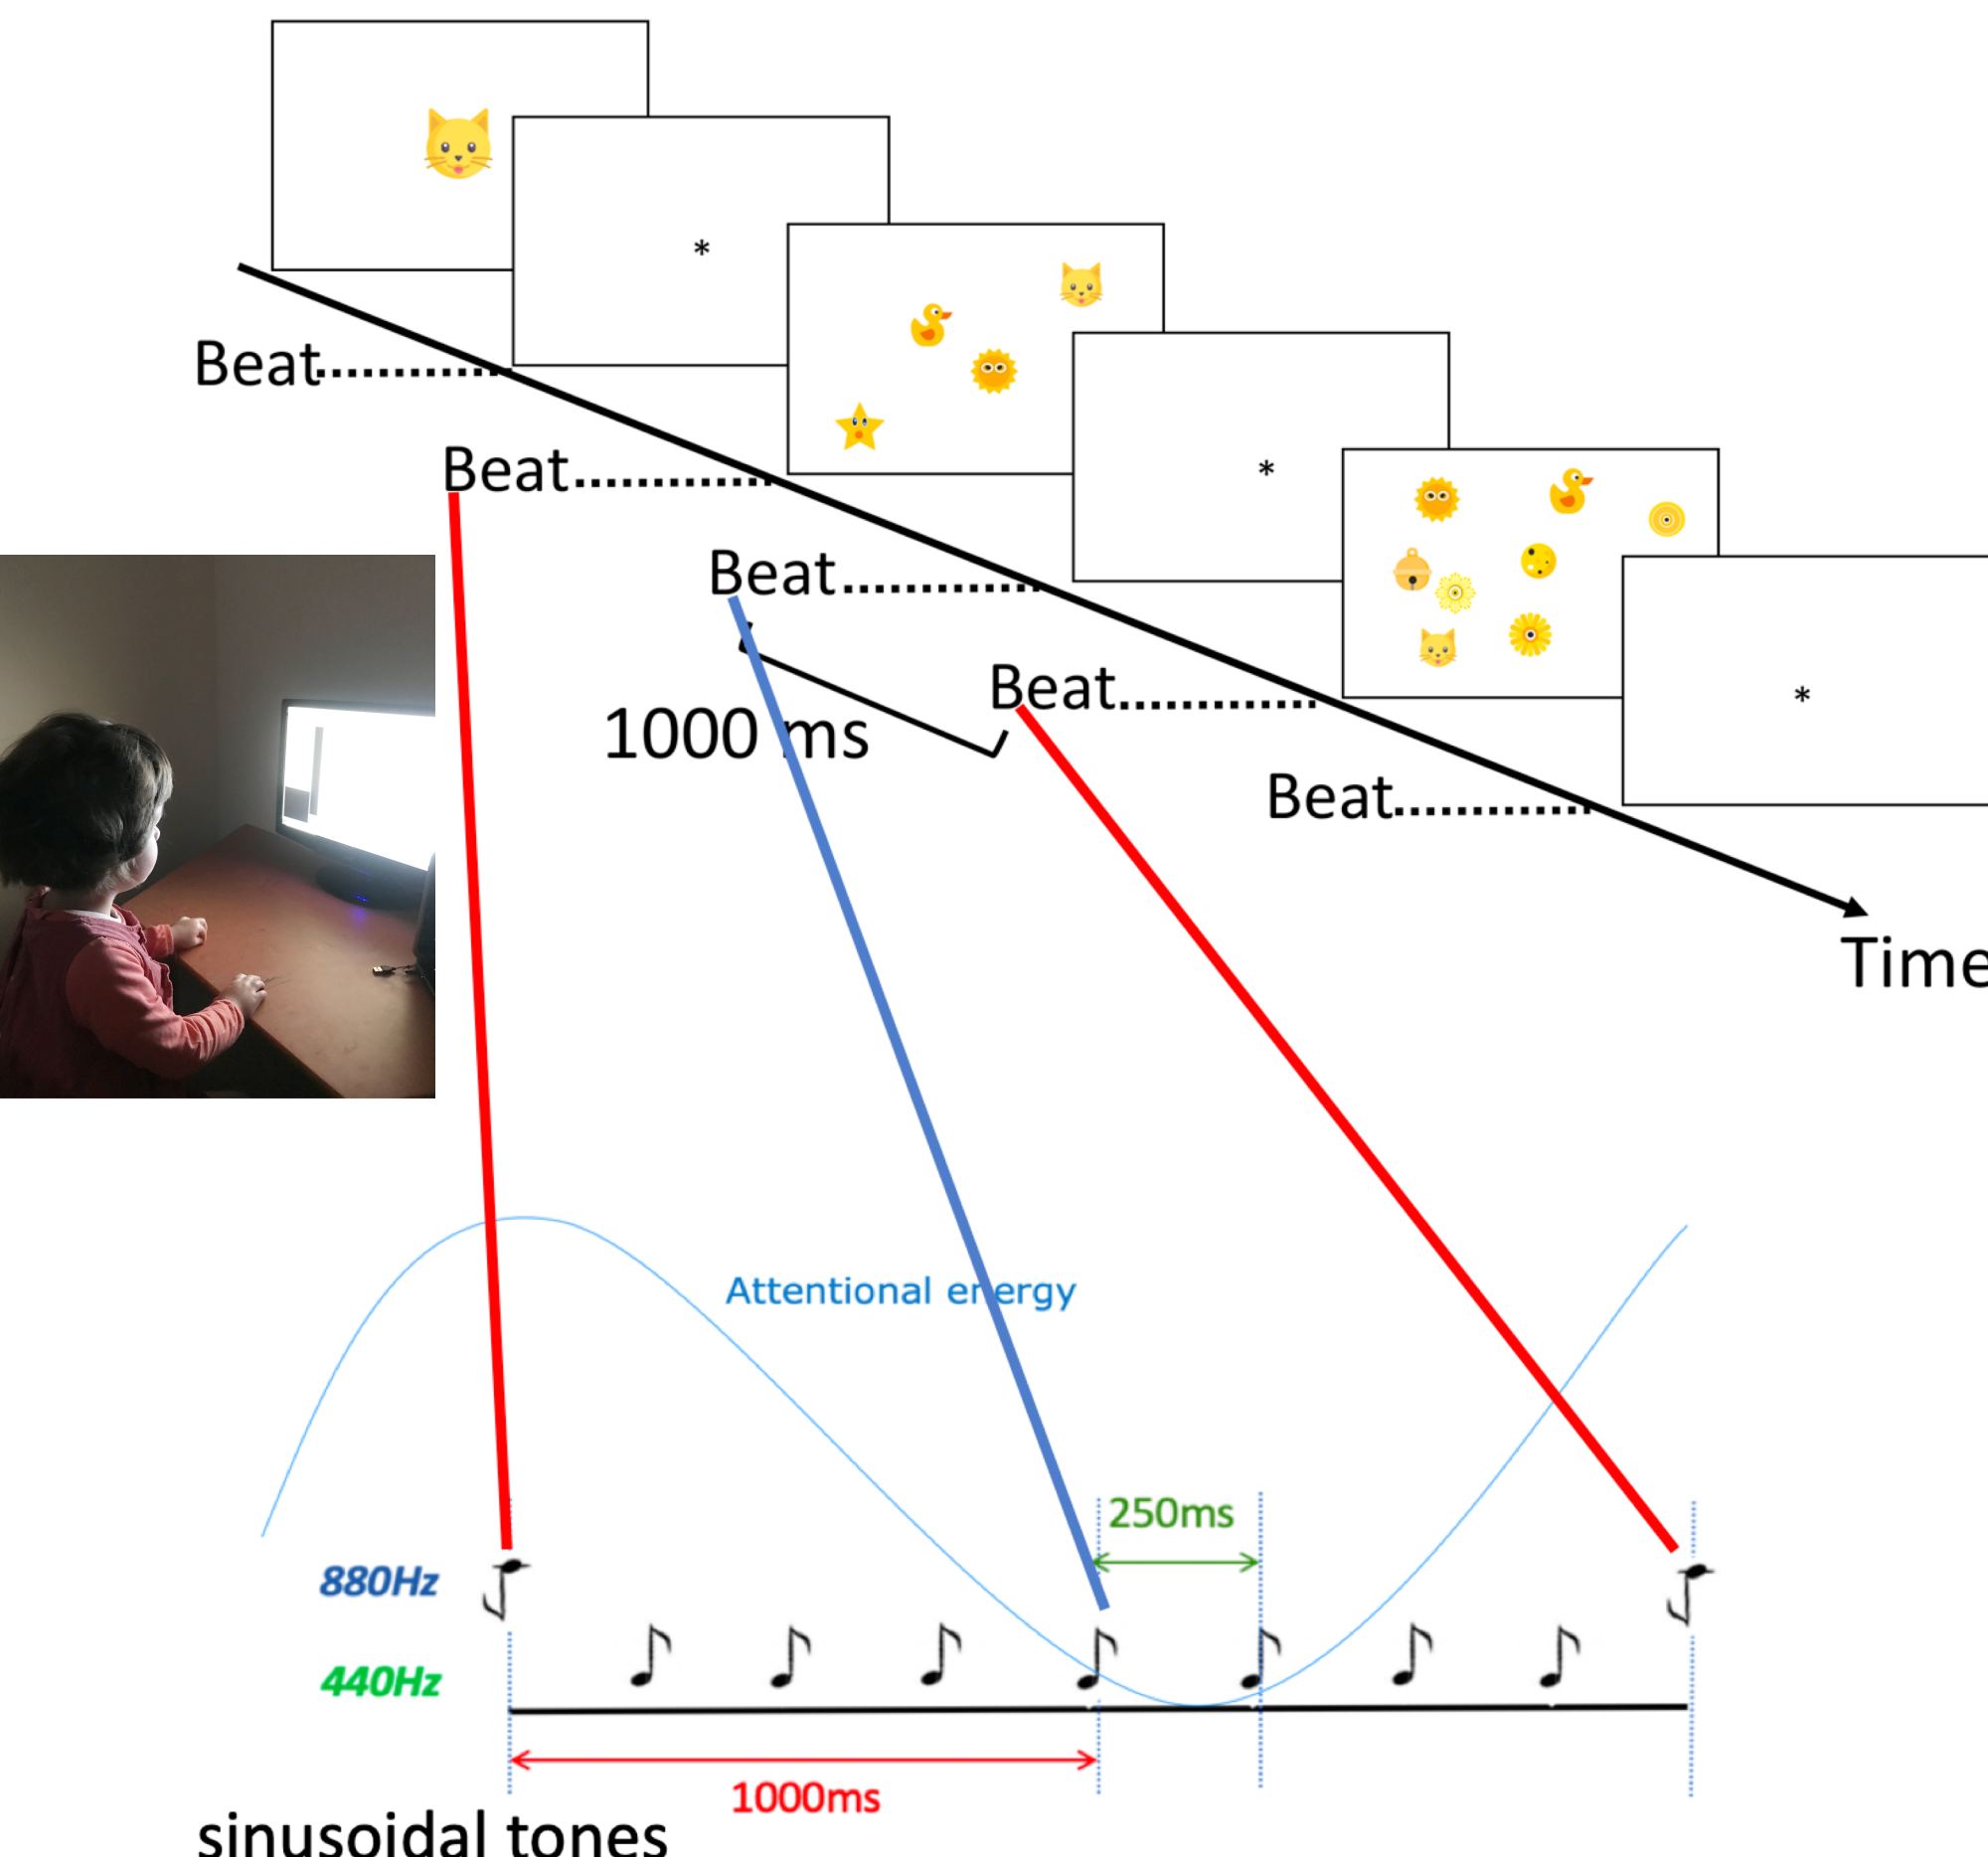 *
*
*
Beat
Beat
Beat
Beat
Beat
1000 ms
Time
Attentional energy
250ms
880Hz
440Hz
1000ms
sinusoidal tones